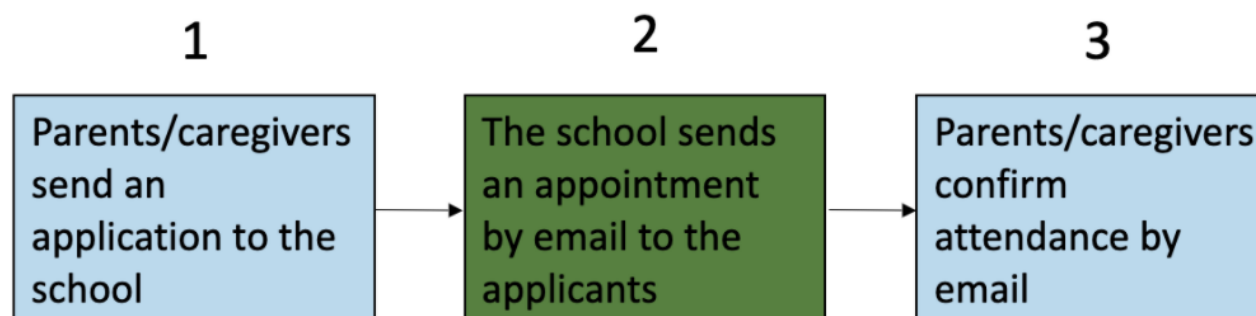 1
2
3
Parents/caregivers
send an
application to the
school
The school sends
an appointment
by email to the
applicants
Parents/caregivers
confirm
attendance by
email